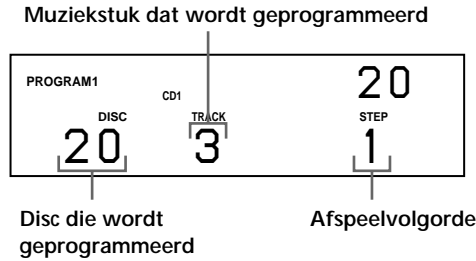 Muziekstuk dat wordt geprogrammeerd
PROGRAM1
CD1
20
DISC
TRACK
STEP
20
3
1
Disc die wordt
geprogrammeerd
Afspeelvolgorde